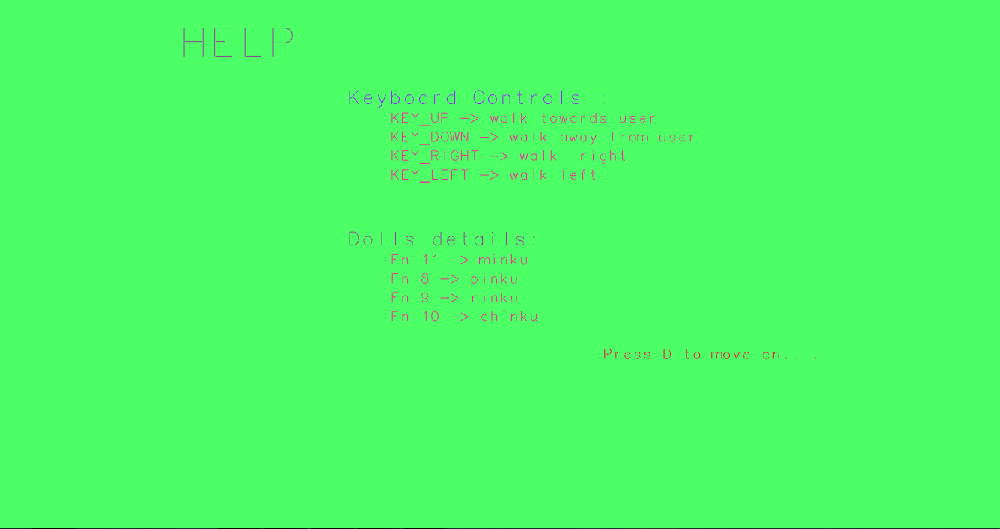 HELP
Keyboard Controls :
KEY_UP -> walk towards user
KEY_DOWN -> walk away from user
KEY_RIGHT -> walk  right
KEY_LEFT -> walk left
Dolls details:
Fn 11 -> minku
Fn 8 -> pinku
Fn 9 -> rinku
Fn 10 -> chinku
Press D to move on....